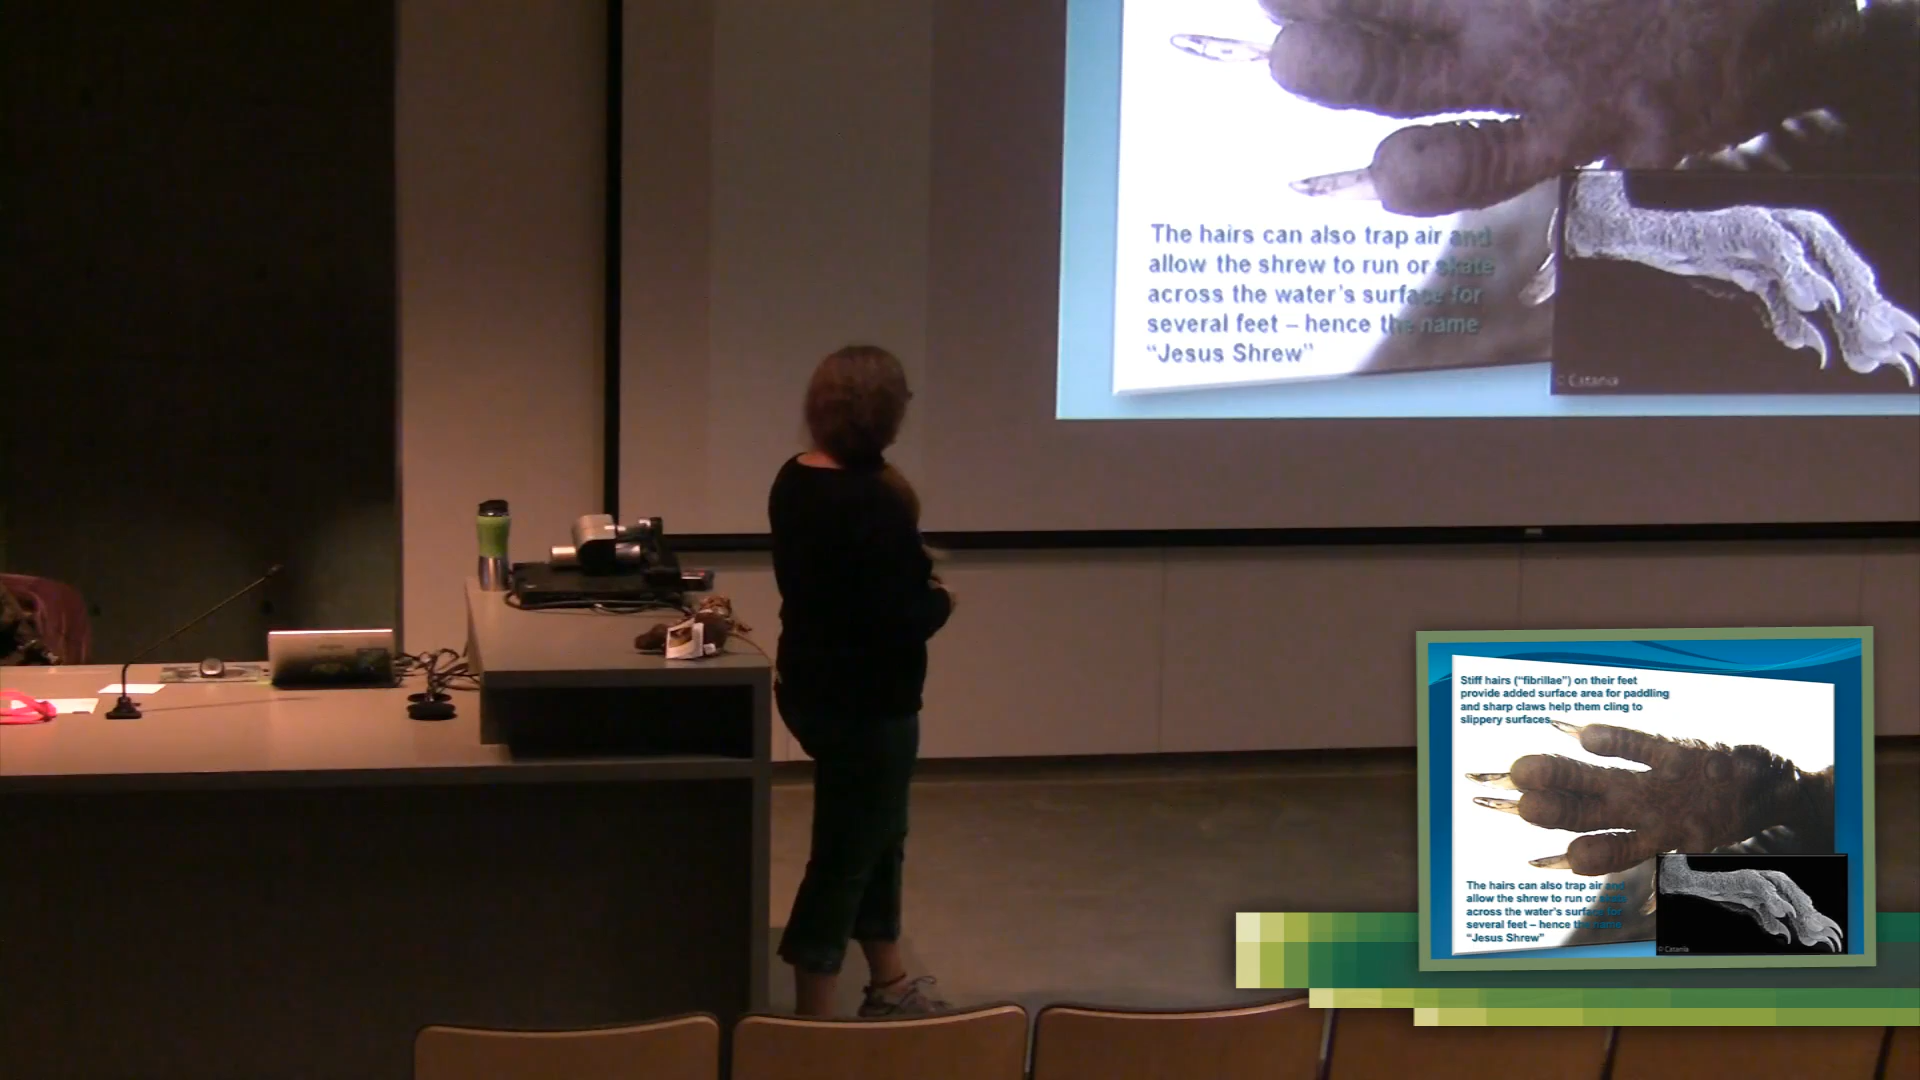 The hairs can also trap air and
allow the shrew to run or skate
across the water's surface for
several feet – hence the name
“Jesus Shrew”
© Catania
Stiff hairs (“fibrillae”) on their feet
provide added surface area for paddling
and sharp claws help them cling to
slippery surfaces.
The hairs can also trap air and
allow the shrew to run or skate
across the water's surface for
several feet – hence the name
“Jesus Shrew”
© Catania